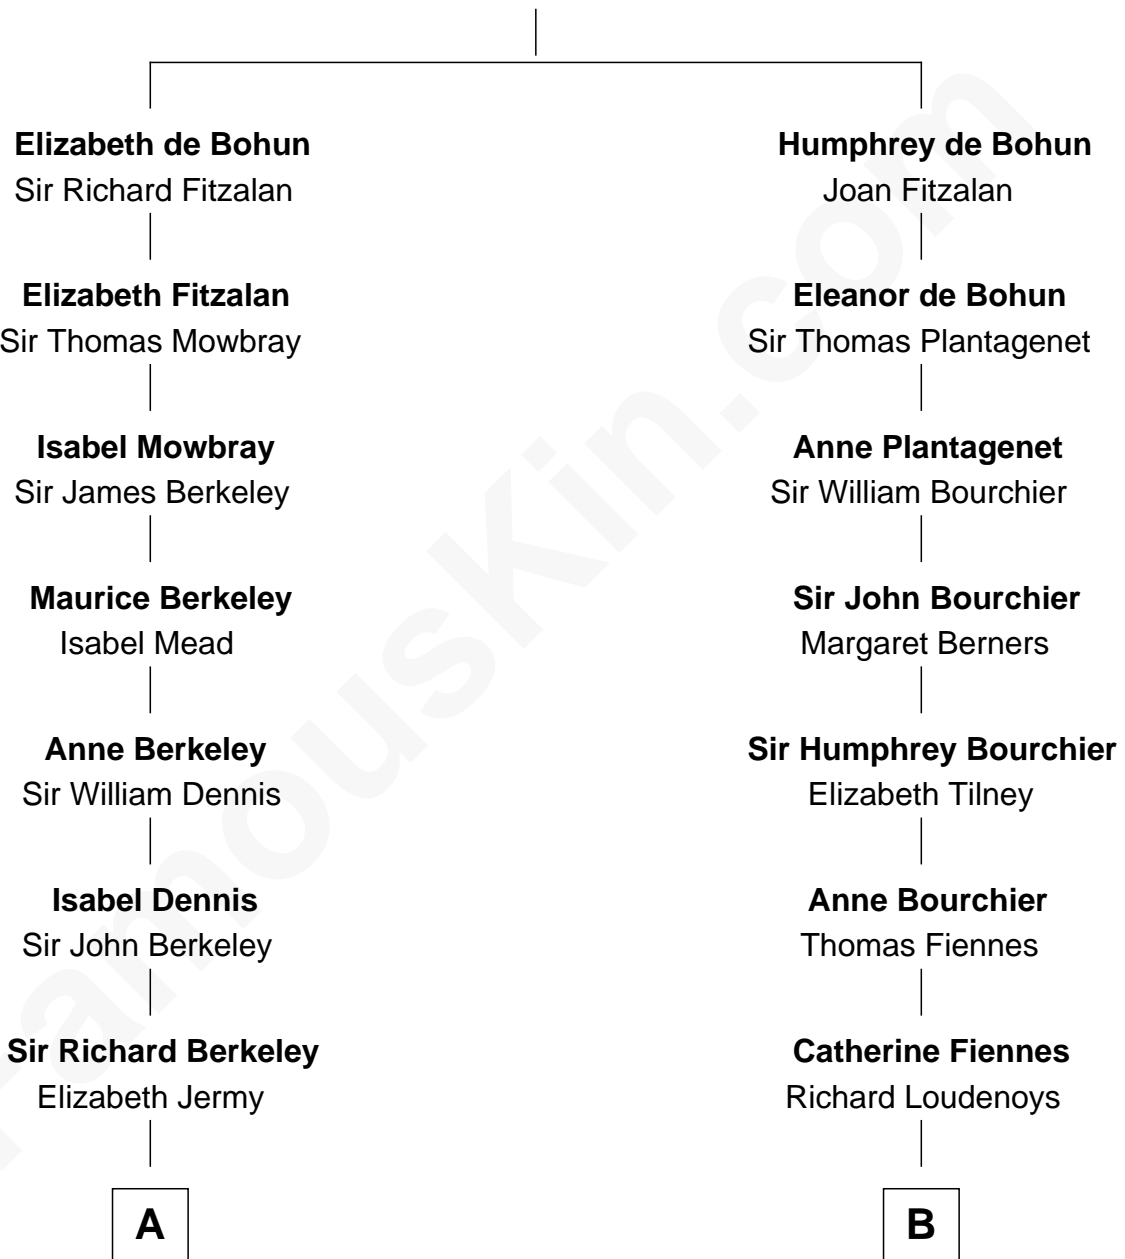 Elizabeth de Bohun
Sir Richard Fitzalan
Elizabeth Fitzalan
Sir Thomas Mowbray
Isabel Mowbray
Sir James Berkeley
Maurice Berkeley
Isabel Mead
Anne Berkeley
Sir William Dennis
Isabel Dennis
Sir John Berkeley
Sir Richard Berkeley
Elizabeth Jermy
A
Humphrey de Bohun
Joan Fitzalan
Eleanor de Bohun
Sir Thomas Plantagenet
Anne Plantagenet
Sir William Bourchier
Sir John Bourchier
Margaret Berners
Sir Humphrey Bourchier
Elizabeth Tilney
Anne Bourchier
Thomas Fiennes
Catherine Fiennes
Richard Loudenoys
B
FamousKin.com